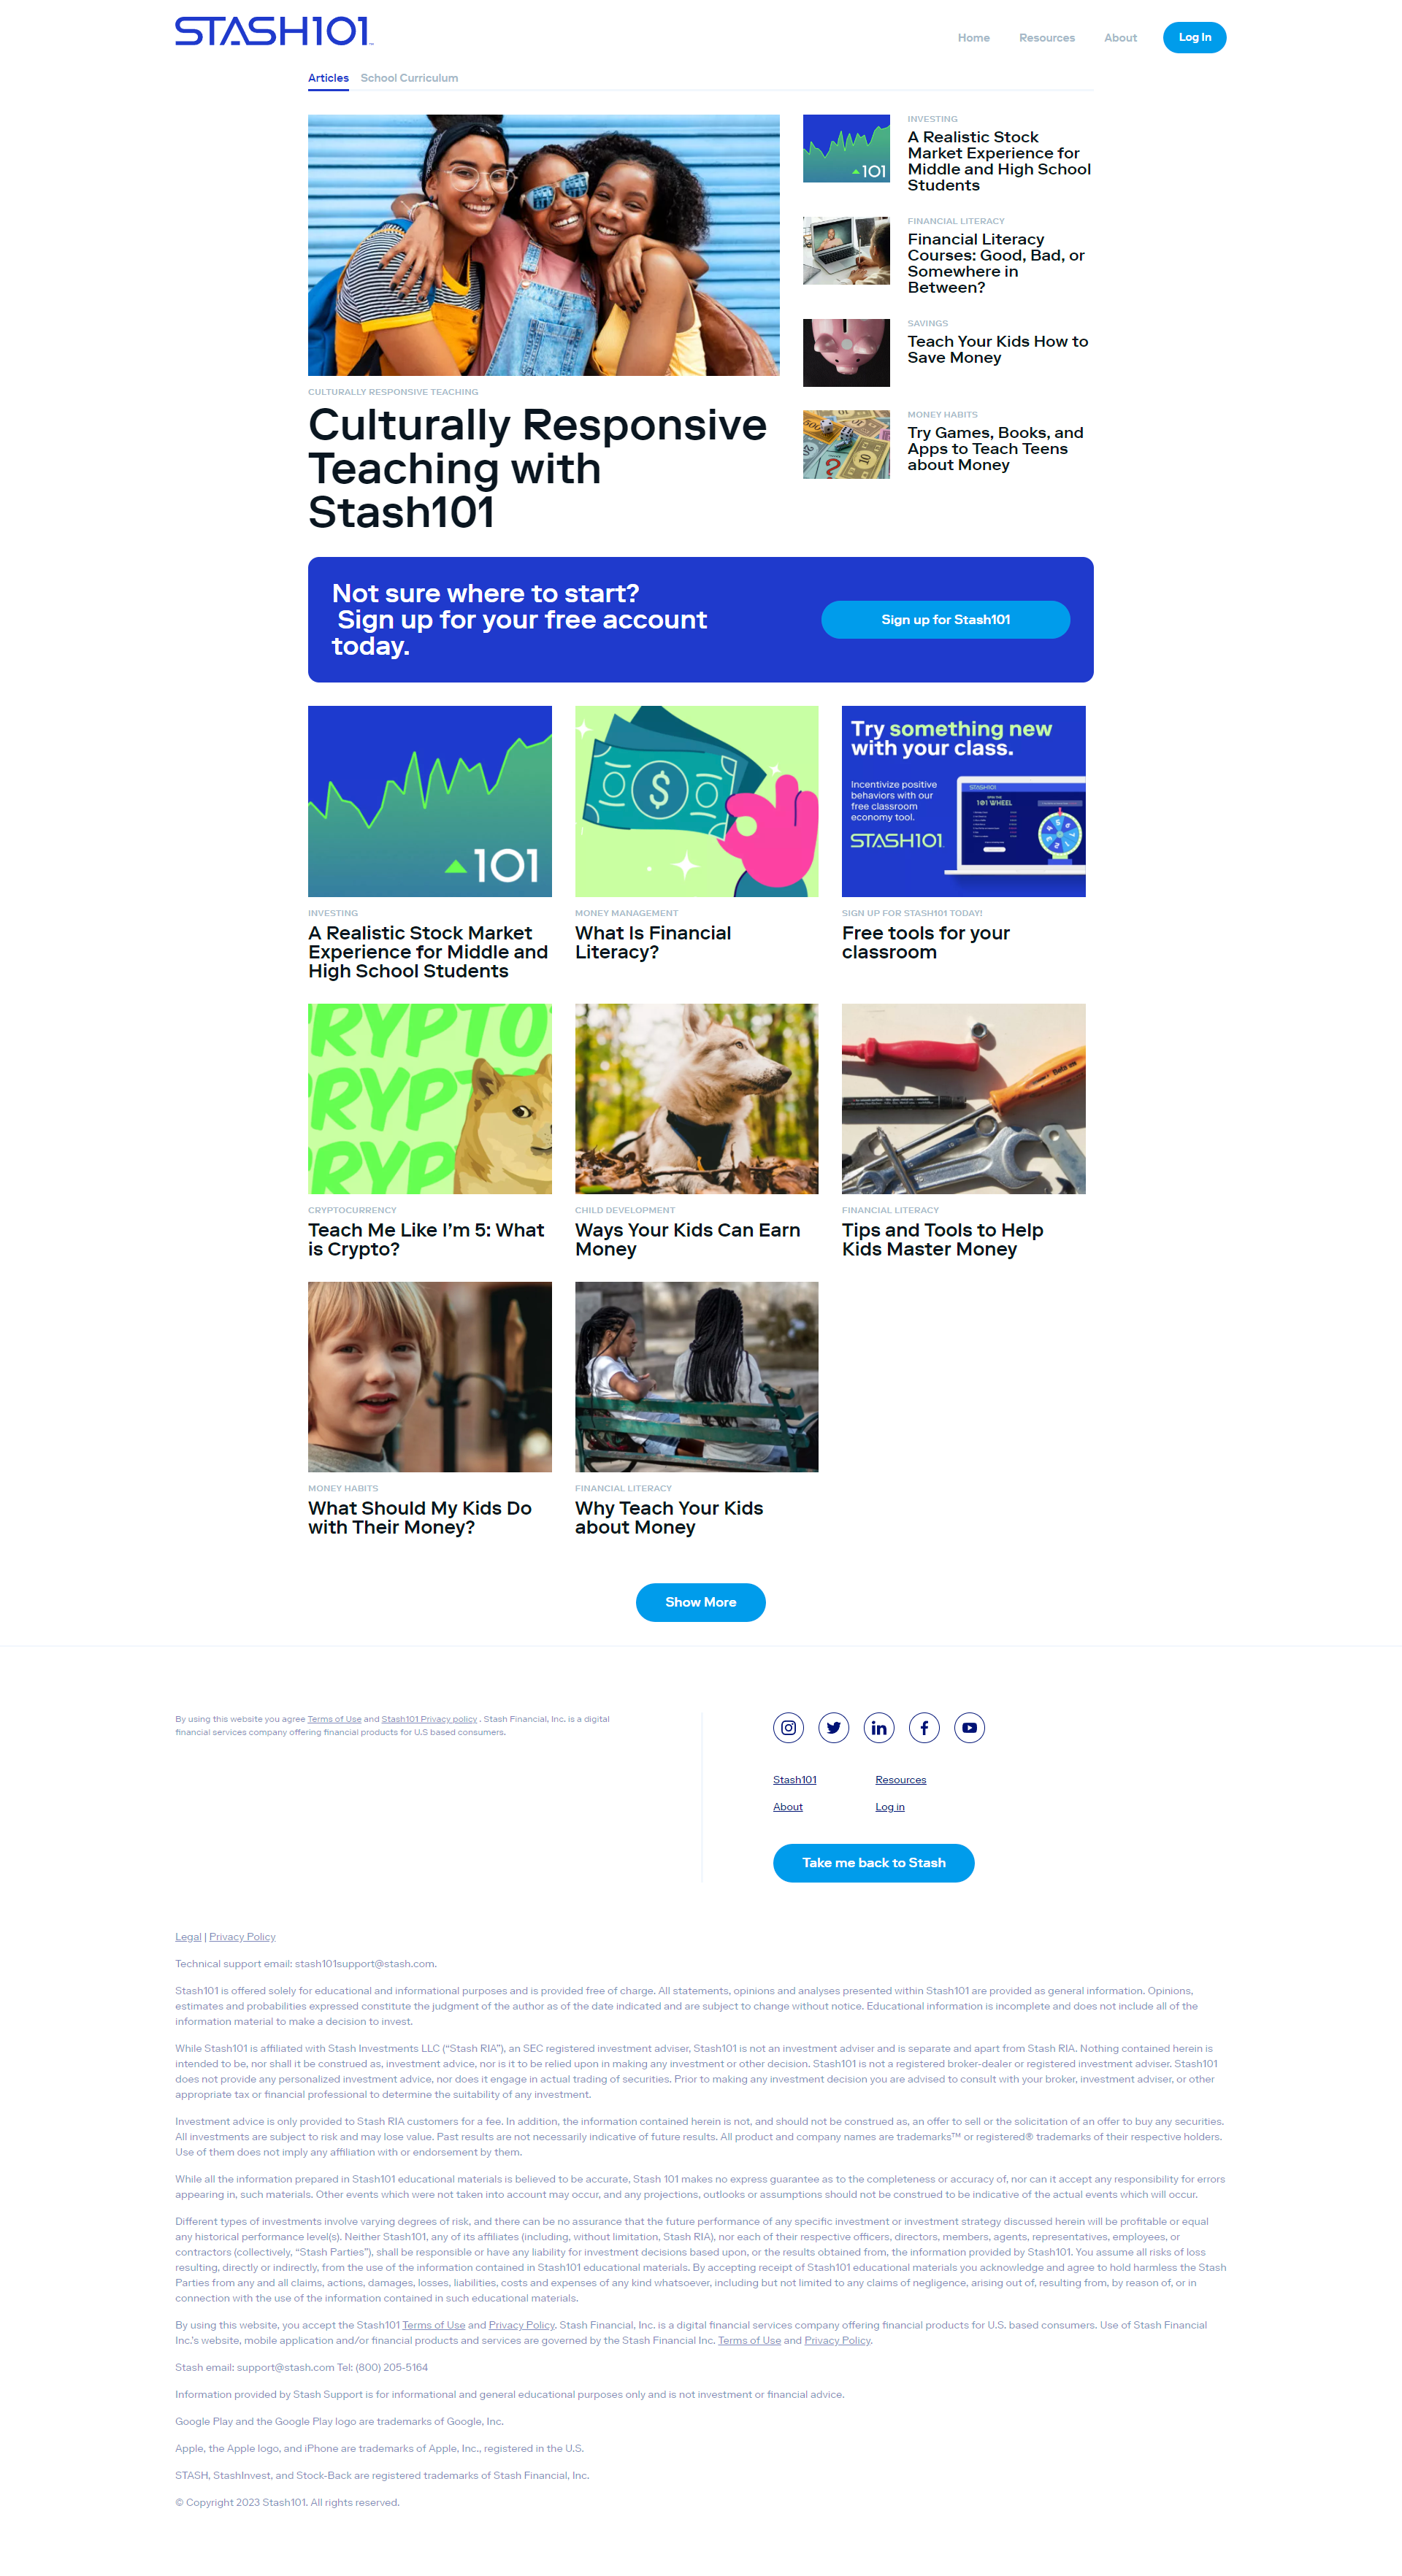 STASH101
Home
Resources
About
Log In
Articles
School Curriculum
CULTURALLY RESPONSIVE TEACHING
Culturally Responsive
Teaching with
Stash101
101
INVESTING
A Realistic Stock
Market Experience for
Middle and High School
Students
FINANCIAL LITERACY
Financial Literacy
Courses: Good, Bad, or
Somewhere in
Between?
SAVINGS
Teach Your Kids How to
Save Money
MONEY HABITS
Try Games, Books, and
Apps to Teach Teens
about Money
Not sure where to start?
Sign up for your free account
today.
Sign up for Stash101
101
INVESTING
A Realistic Stock Market
Experience for Middle and
High School Students
MONEY MANAGEMENT
What Is Financial
Literacy?
Try something new
with your class.
Incentivize positive
behaviors with our
free classroom
economy tool.
STASH101
STASH101
101 WHEEL
SIGN UP FOR STASH101 TODAY!
Free tools for your
classroom
CRYPTO
CRYPTO
CRYPTO
CRYPTOCURRENCY
Teach Me Like I’m 5: What
is Crypto?
CHILD DEVELOPMENT
Ways Your Kids Can Earn
Money
FINANCIAL LITERACY
Tips and Tools to Help
Kids Master Money
MONEY HABITS
What Should My Kids Do
with Their Money?
FINANCIAL LITERACY
Why Teach Your Kids
about Money
Show More
By using this website you agree Terms of Use and Stash101 Privacy policy . Stash Financial, Inc. is a digital
financial services company offering financial products for U.S based consumers.
Stash101
Resources
About
Log in
Take me back to Stash
Legal | Privacy Policy
Technical support email: stash101support@stash.com.
Stash101 is offered solely for educational and informational purposes and is provided free of charge. All statements, opinions and analyses presented within Stash101 are provided as general information. Opinions,
estimates and probabilities expressed constitute the judgment of the author as of the date indicated and are subject to change without notice. Educational information is incomplete and does not include all of the
information material to make a decision to invest.
While Stash101 is affiliated with Stash Investments LLC (“Stash RIA”), an SEC registered investment adviser, Stash101 is not an investment adviser and is separate and apart from Stash RIA. Nothing contained herein is
intended to be, nor shall it be construed as, investment advice, nor is it to be relied upon in making any investment or other decision. Stash101 is not a registered broker-dealer or registered investment adviser. Stash101
does not provide any personalized investment advice, nor does it engage in actual trading of securities. Prior to making any investment decision you are advised to consult with your broker, investment adviser, or other
appropriate tax or financial professional to determine the suitability of any investment.
Investment advice is only provided to Stash RIA customers for a fee. In addition, the information contained herein is not, and should not be construed as, an offer to sell or the solicitation of an offer to buy any securities.
All investments are subject to risk and may lose value. Past results are not necessarily indicative of future results. All product and company names are trademarks™ or registered® trademarks of their respective holders.
Use of them does not imply any affiliation with or endorsement by them.
While all the information prepared in Stash101 educational materials is believed to be accurate, Stash 101 makes no express guarantee as to the completeness or accuracy of, nor can it accept any responsibility for errors
appearing in, such materials. Other events which were not taken into account may occur, and any projections, outlooks or assumptions should not be construed to be indicative of the actual events which will occur.
Different types of investments involve varying degrees of risk, and there can be no assurance that the future performance of any specific investment or investment strategy discussed herein will be profitable or equal
any historical performance level(s). Neither Stash101, any of its affiliates (including, without limitation, Stash RIA), nor each of their respective officers, directors, members, agents, representatives, employees, or
contractors (collectively, “Stash Parties”), shall be responsible or have any liability for investment decisions based upon, or the results obtained from, the information provided by Stash101. You assume all risks of loss
resulting, directly or indirectly, from the use of the information contained in Stash101 educational materials. By accepting receipt of Stash101 educational materials you acknowledge and agree to hold harmless the Stash
Parties from any and all claims, actions, damages, losses, liabilities, costs and expenses of any kind whatsoever, including but not limited to any claims of negligence, arising out of, resulting from, by reason of, or in
connection with the use of the information contained in such educational materials.
By using this website, you accept the Stash101 Terms of Use and Privacy Policy. Stash Financial, Inc. is a digital financial services company offering financial products for U.S. based consumers. Use of Stash Financial
Inc.’s website, mobile application and/or financial products and services are governed by the Stash Financial Inc. Terms of Use and Privacy Policy.
Stash email: support@stash.com Tel: (800) 205-5164
Information provided by Stash Support is for informational and general educational purposes only and is not investment or financial advice.
Google Play and the Google Play logo are trademarks of Google, Inc.
Apple, the Apple logo, and iPhone are trademarks of Apple, Inc., registered in the U.S.
STASH, StashInvest, and Stock-Back are registered trademarks of Stash Financial, Inc.
© Copyright 2023 Stash101. All rights reserved.